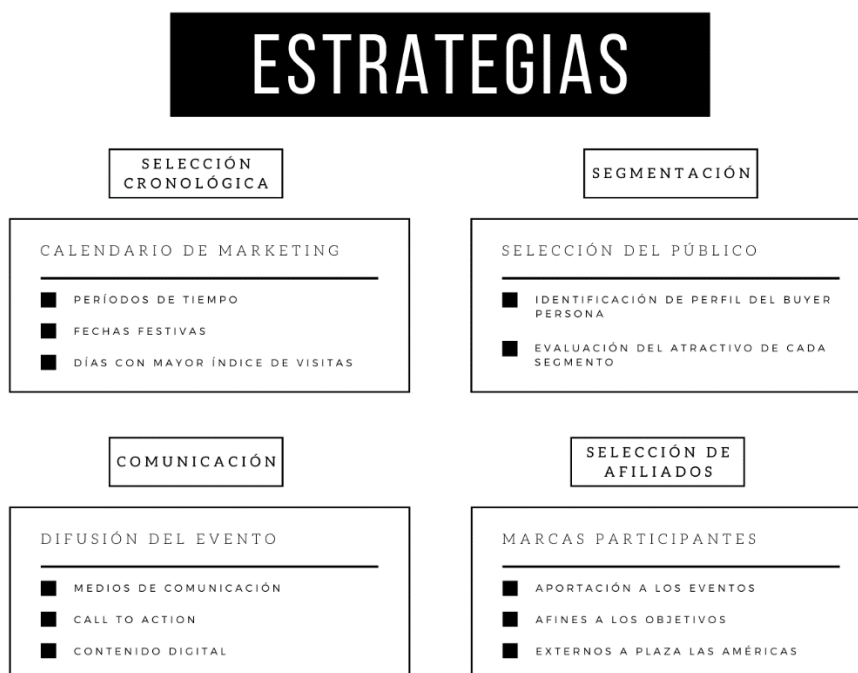 ESTRATEGIAS
SELECCIÓN
CRONOLÓGICA
CALENDARIO DE MARKETING
PERÍODOS DE TIEMPO
FECHAS FESTIVAS
DÍAS CON MAYOR ÍNDICE DE VISITAS
SEGMENTACIÓN
SELECCIÓN DEL PÚBLICO
IDENTIFICACIÓN DE PERFIL DEL BUYER
PERSONA
EVALUACIÓN DEL ATRACTIVO DE CADA
SEGMENTO
COMUNICACIÓN
DIFUSIÓN DEL EVENTO
MEDIOS DE COMUNICACIÓN
CALL TO ACTION
CONTENIDO DIGITAL
SELECCIÓN DE
AFILIADOS
MARCAS PARTICIPANTES
APORTACIÓN A LOS EVENTOS
AFINES A LOS OBJETIVOS
EXTERNOS A PLAZA LAS AMÉRICAS